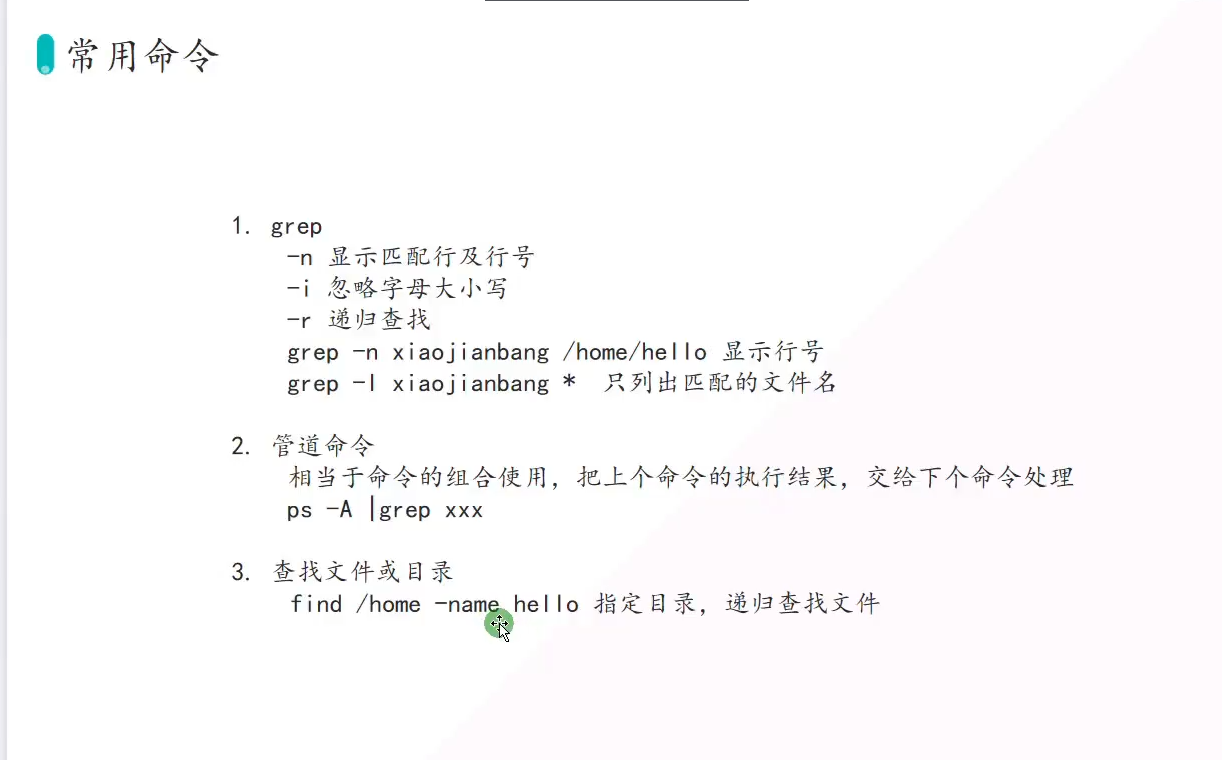 常用命令
1. grep
-n 显示匹配行及行号
-i 忽略字母大小写
-r 递归查找
grep -n xiaojianbang /home/hello 显示行号
grep -l xiaojianbang * 只列出匹配的文件名
2. 管道命令
相当于命令的组合使用，把上个命令的执行结果，交给下个命令处理
ps -A |grep xxx
3. 查找文件或目录
find /home -name hello 指定目录，递归查找文件